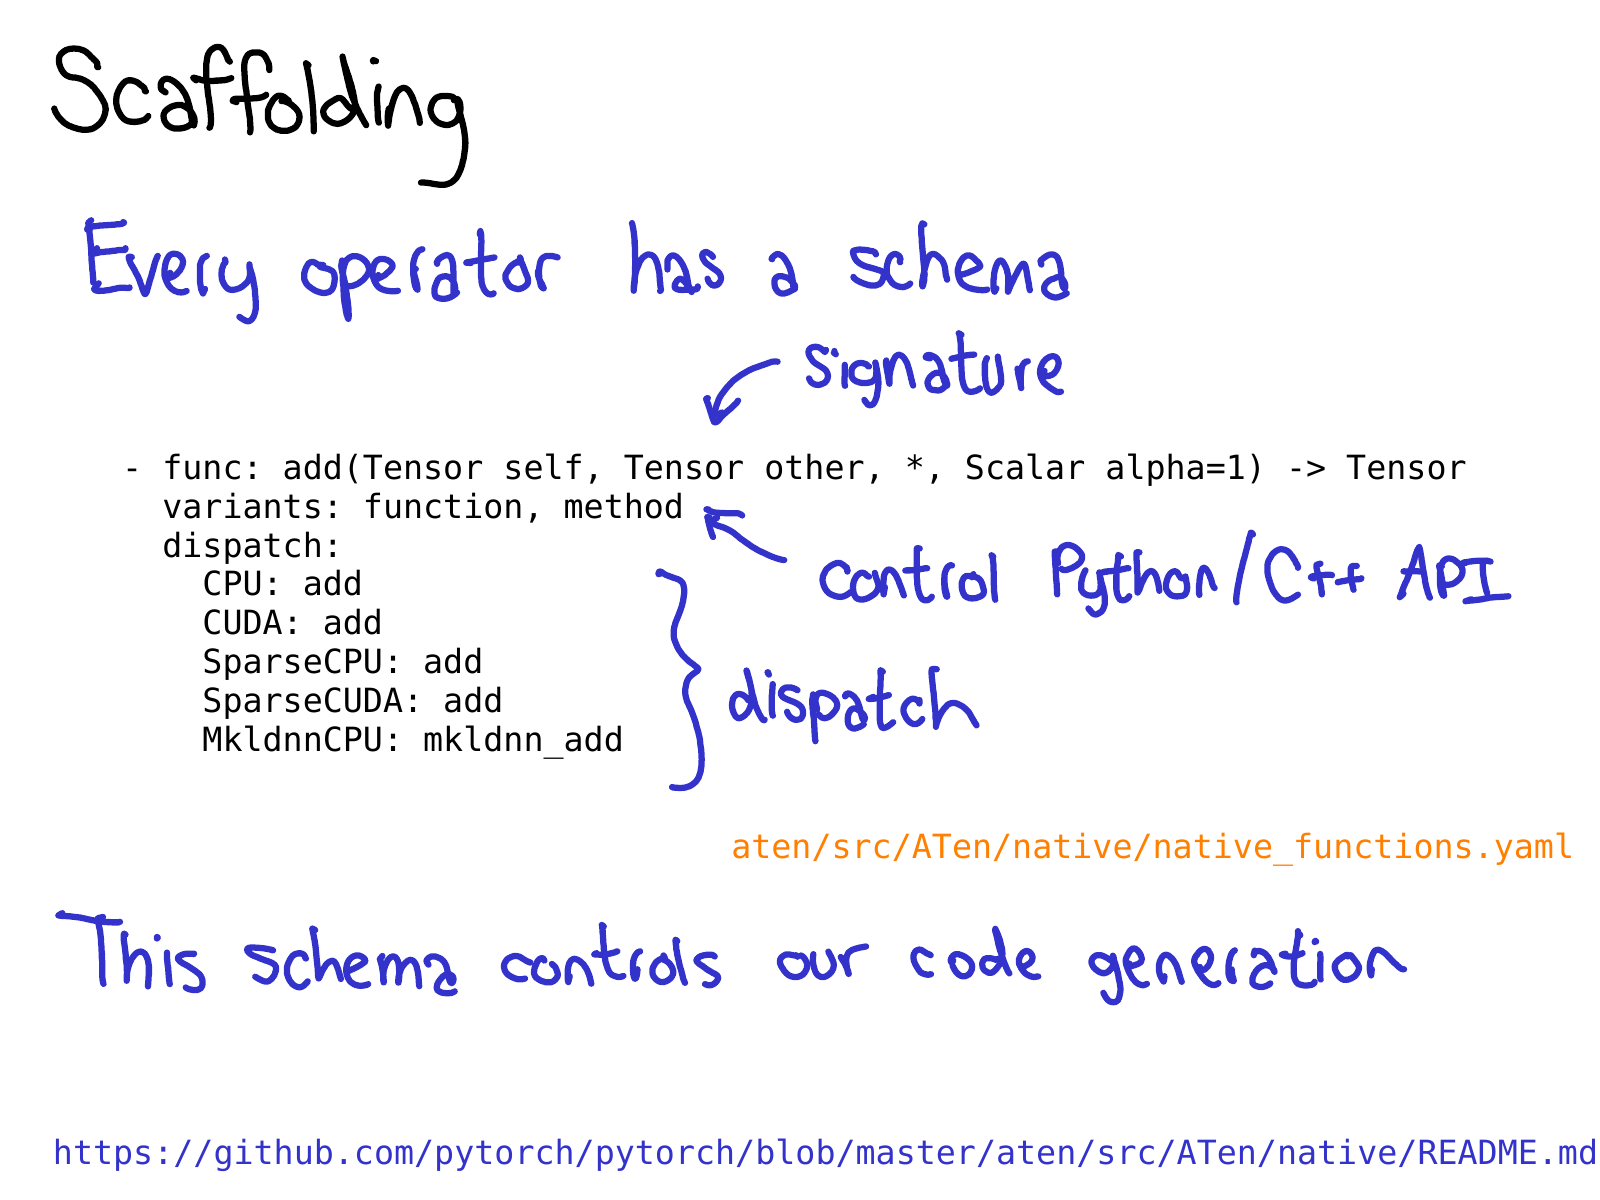 Scaffolding
Every operator has a schema
signature
- func: add(Tensor self, Tensor other, *, Scalar alpha=1) -> Tensor
  variants: function, method
control Python/C++ API
  dispatch:
    CPU: add
    CUDA: add
    SparseCPU: add
    SparseCUDA: add
    MkldnnCPU: mkldnn_add
dispatch
aten/src/ATen/native/native_functions.yaml
This schema controls our code generation
https://github.com/pytorch/pytorch/blob/master/aten/src/ATen/native/README.md